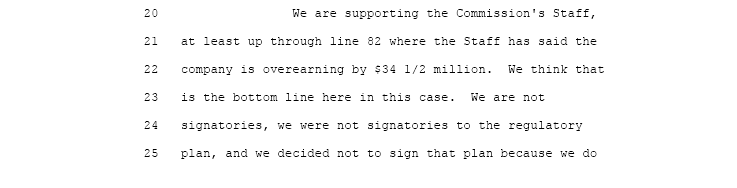 20 We are supporting the Commission's Staff,
21 at least up through line 82 where the Staff has said the
22 company is overearning by $34 1/2 million. We think that
23 is the bottom line here in this case. We are not
24 signatories, we were not signatories to the regulatory
25 plan, and we decided not to sign that plan because we do